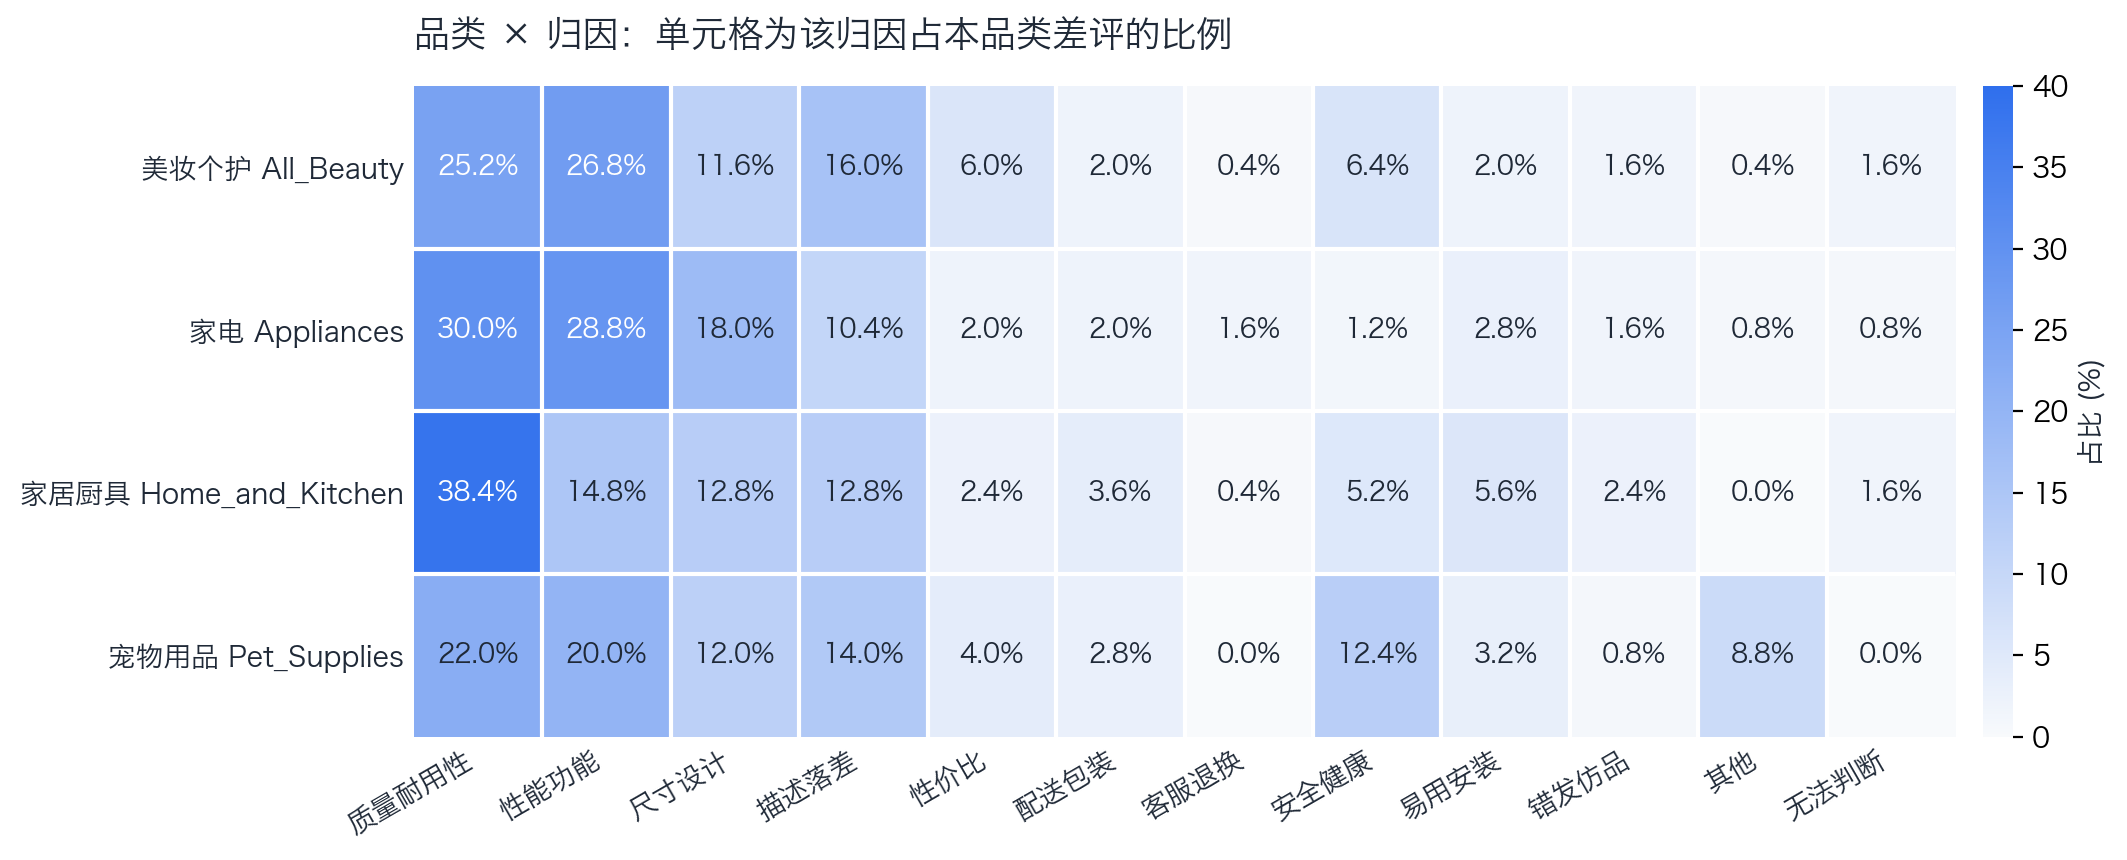 品类 × 归因：单元格为该归因占本品类差评的比例
美妆个护 All_Beauty 25.2% 26.8% 11.6% 16.0% 6.0% 2.0% 0.4% 6.4% 2.0% 1.6% 0.4% 1.6%
家电 Appliances 30.0% 28.8% 18.0% 10.4% 2.0% 2.0% 1.6% 1.2% 2.8% 1.6% 0.8% 0.8%
家居厨具 Home_and_Kitchen 38.4% 14.8% 12.8% 12.8% 2.4% 3.6% 0.4% 5.2% 5.6% 2.4% 0.0% 1.6%
宠物用品 Pet_Supplies 22.0% 20.0% 12.0% 14.0% 4.0% 2.8% 0.0% 12.4% 3.2% 0.8% 8.8% 0.0%
质量耐用性 性能功能 尺寸设计 描述落差 性价比 配送包装 客服退换 安全健康 易用安装 错发仿品 其他 无法判断
40
35
30
25
20
15
10
5
0
占比 (%)